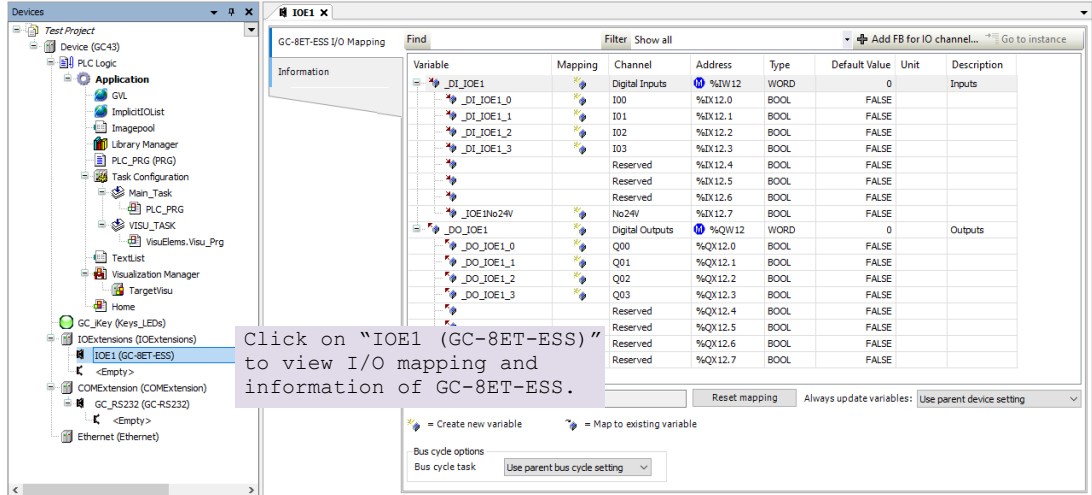 Devices
Test Project
Device (GC43)
PLC Logic
Application
GVL
ImplicitIOList
Imagepool
Library Manager
PLC_PRG (PRG)
Task Configuration
Main_Task
PLC_PRG
VISU_TASK
VisuElems.Visu_Prg
TextList
Visualization Manager
TargetVisu
Home
GC_iKey (Keys_LEDs)
IOExtensions (IOExtensions)
IOE1 (GC-8ET-ESS)
<Empty>
COMExtension (COMExtension)
GC_RS232 (GC-RS232)
<Empty>
Ethernet (Ethernet)
IOE1 X
GC-8ET-ESS I/O Mapping
Information
Find Filter Show all Add FB for IO channel... Go to instance
Variable Mapping Channel Address Type Default Value Unit Description
_DI_IOE1 Digital Inputs %IW12 WORD 0 Inputs
_DI_IOE1_0 I00 %IX12.0 BOOL FALSE
_DI_IOE1_1 I01 %IX12.1 BOOL FALSE
_DI_IOE1_2 I02 %IX12.2 BOOL FALSE
_DI_IOE1_3 I03 %IX12.3 BOOL FALSE
Reserved %IX12.4 BOOL FALSE
Reserved %IX12.5 BOOL FALSE
Reserved %IX12.6 BOOL FALSE
_IOE1No24V No24V %IX12.7 BOOL FALSE
_DO_IOE1 Digital Outputs %QW12 WORD 0 Outputs
_DO_IOE1_0 Q00 %QX12.0 BOOL FALSE
_DO_IOE1_1 Q01 %QX12.1 BOOL FALSE
_DO_IOE1_2 Q02 %QX12.2 BOOL FALSE
_DO_IOE1_3 Q03 %QX12.3 BOOL FALSE
Reserved %QX12.4 BOOL FALSE
Reserved %QX12.5 BOOL FALSE
Reserved %QX12.6 BOOL FALSE
Reserved %QX12.7 BOOL FALSE
Click on “IOE1 (GC-8ET-ESS)”
to view I/O mapping and
information of GC-8ET-ESS.
Reset mapping Always update variables: Use parent device setting
= Create new variable = Map to existing variable
Bus cycle options
Bus cycle task Use parent bus cycle setting